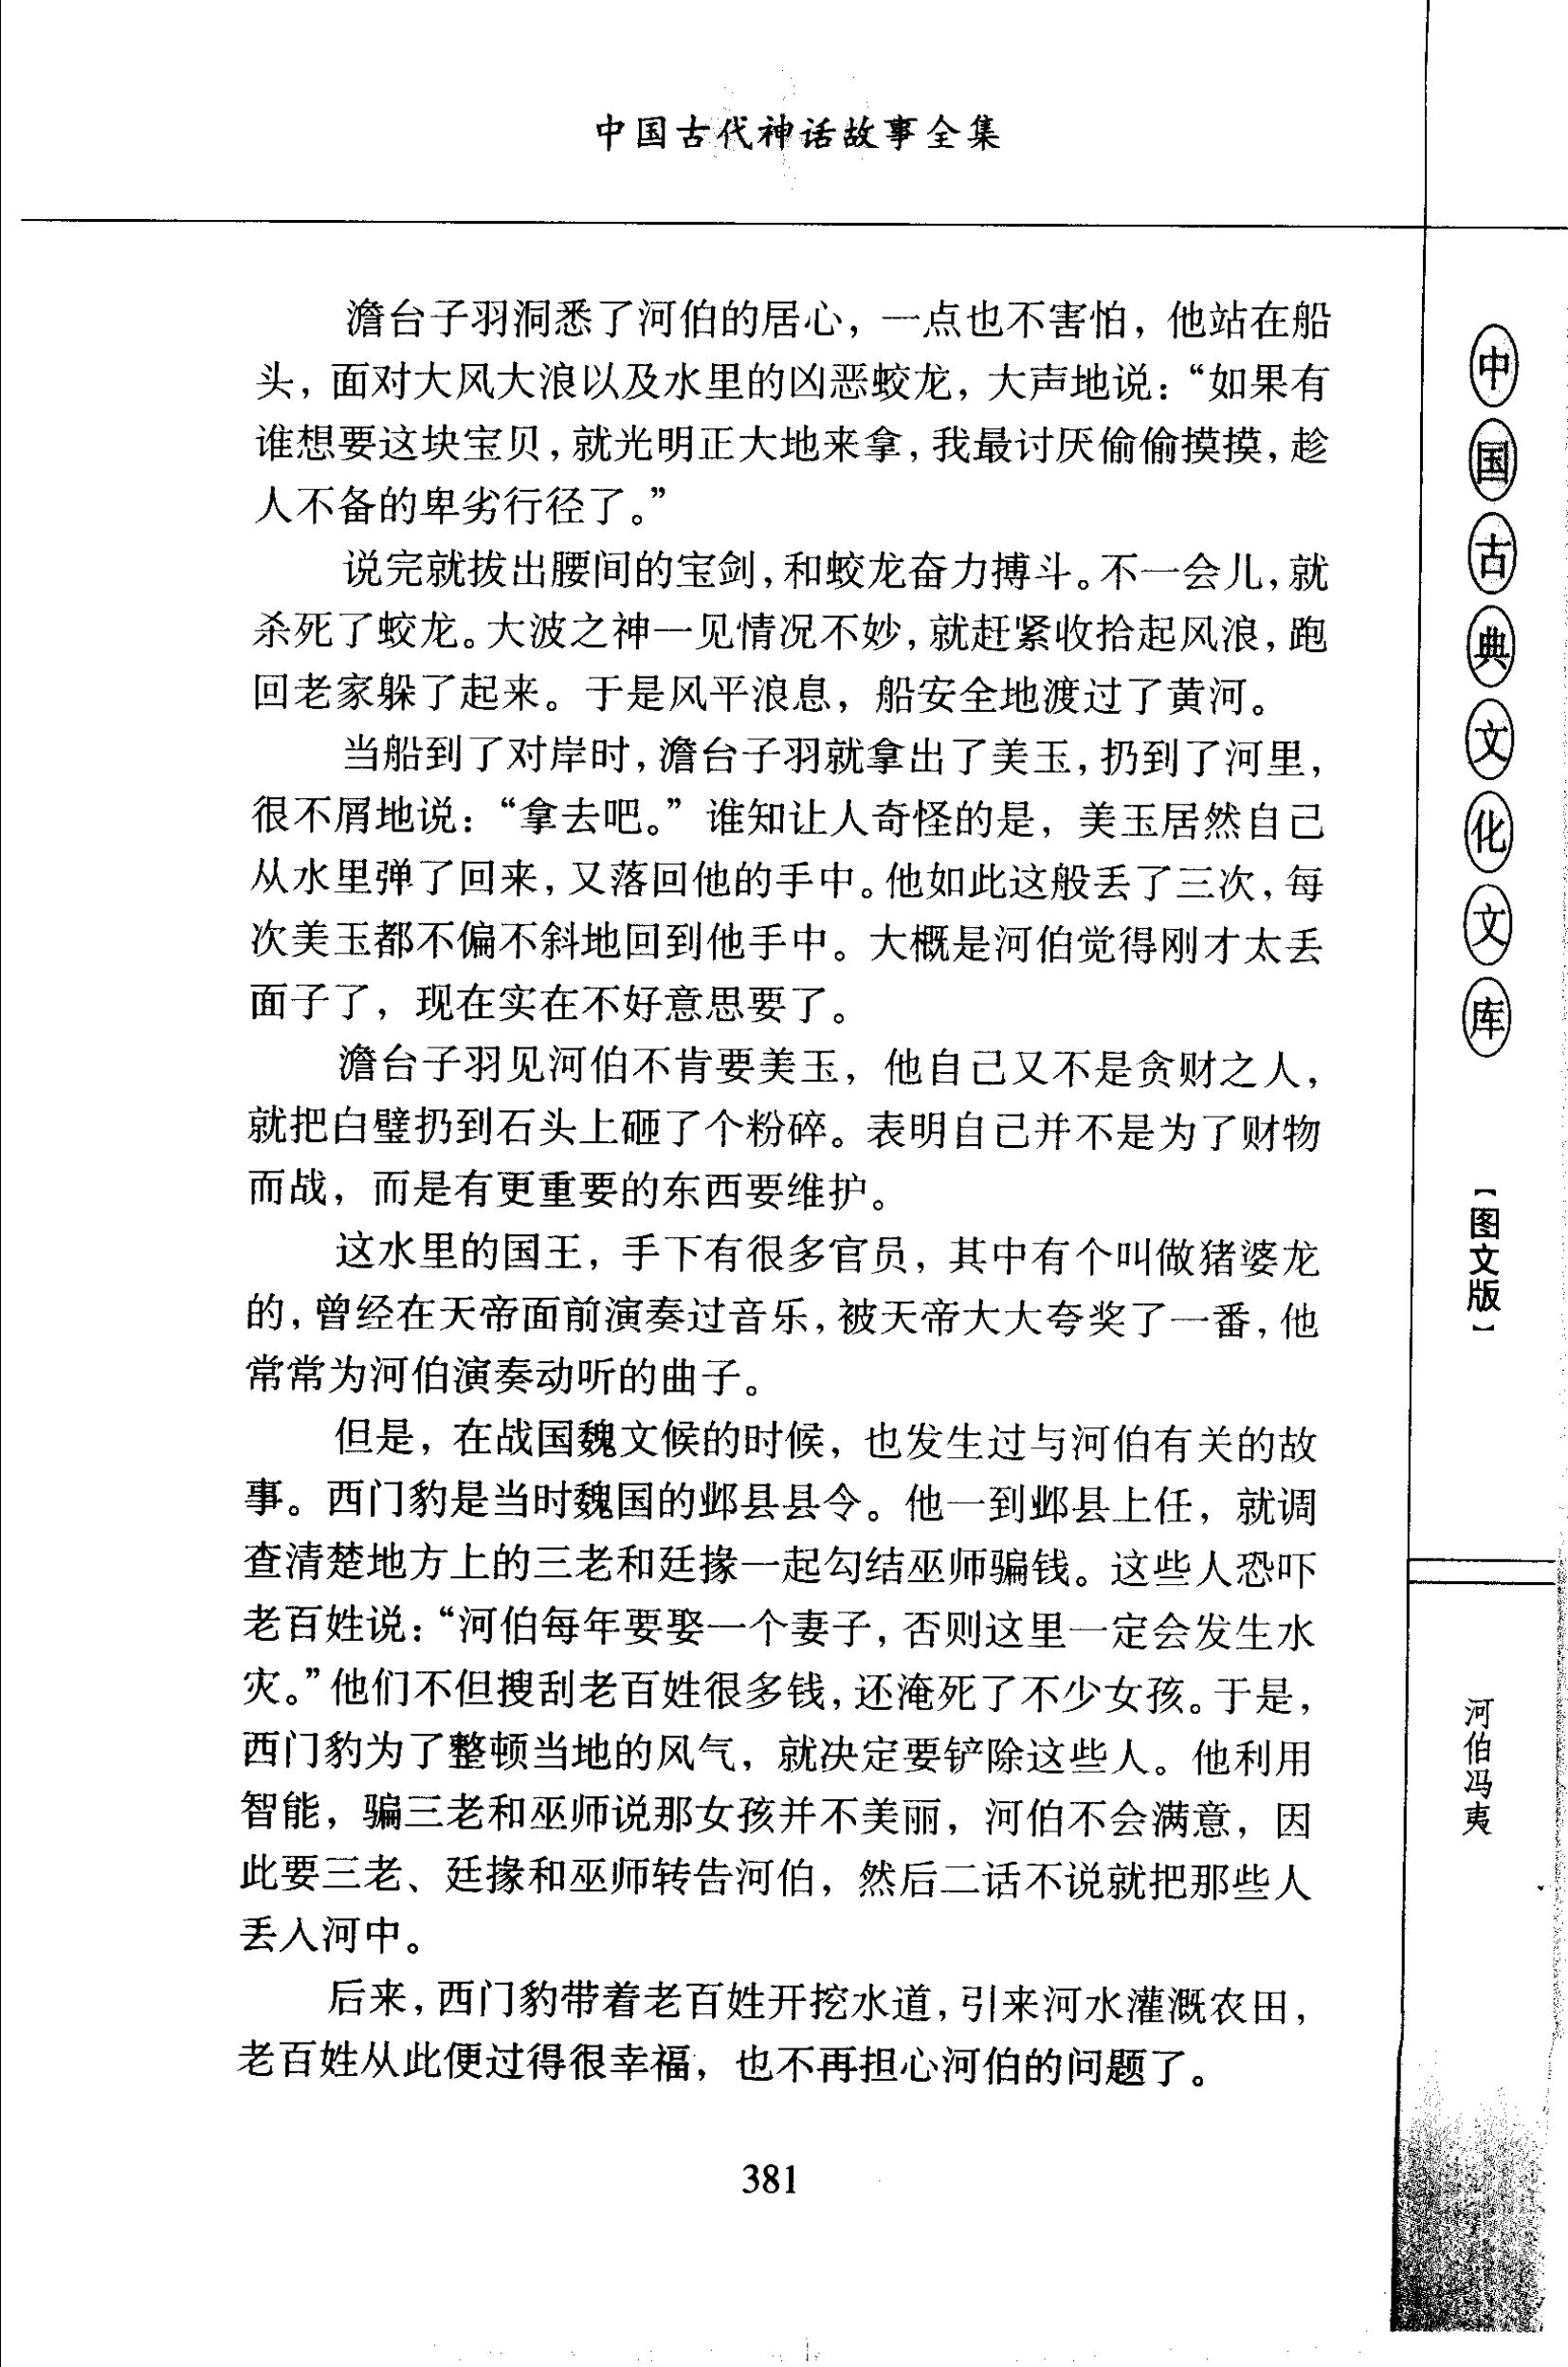 中国古代神话故事全集
澹台子羽洞悉了河伯的居心，一点也不害怕，他站在船
头，面对大风大浪以及水里的凶恶蛟龙，大声地说：“如果有
谁想要这块宝贝，就光明正大地来拿，我最讨厌偷偷摸摸，趁
人不备的卑劣行径了。”
说完就拔出腰间的宝剑，和蛟龙奋力搏斗。不一会儿，就
杀死了蛟龙。大波之神一见情况不妙，就赶紧收拾起风浪，跑
回老家躲了起来。于是风平浪息，船安全地渡过了黄河。
当船到了对岸时，澹台子羽就拿出了美玉，扔到了河里，
很不屑地说：“拿去吧。”谁知让人奇怪的是，美玉居然自己
从水里弹了回来，又落回他的手中。他如此这般丢了三次，每
次美玉都不偏不斜地回到他手中。大概是河伯觉得刚才太丢
面子了，现在实在不好意思要了。
澹台子羽见河伯不肯要美玉，他自己又不是贪财之人，
就把白璧扔到石头上砸了个粉碎。表明自己并不是为了财物
而战，而是有更重要的东西要维护。
这水里的国王，手下有很多官员，其中有个叫做猪婆龙
的，曾经在天帝面前演奏过音乐，被天帝大大夸奖了一番，他
常常为河伯演奏动听的曲子。
但是，在战国魏文候的时候，也发生过与河伯有关的故
事。西门豹是当时魏国的邺县县令。他一到邺县上任，就调
查清楚地方上的三老和廷掾一起勾结巫师骗钱。这些人恐吓
老百姓说：“河伯每年要娶一个妻子，否则这里一定会发生水
灾。”他们不但搜刮老百姓很多钱，还淹死了不少女孩。于是，
西门豹为了整顿当地的风气，就决定要铲除这些人。他利用
智能，骗三老和巫师说那女孩并不美丽，河伯不会满意，因
此要三老、廷掾和巫师转告河伯，然后二话不说就把那些人
丢入河中。
后来，西门豹带着老百姓开挖水道，引来河水灌溉农田，
老百姓从此便过得很幸福，也不再担心河伯的问题了。
381
中国古典文化文库
【图文版】
河伯冯夷